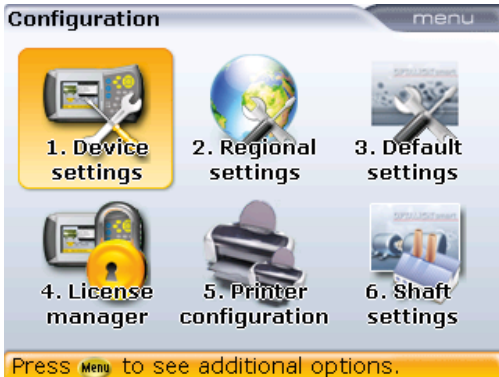 Configuration
menu
1. Device
settings
2. Regional
settings
3. Default
settings
4. License
manager
5. Printer
configuration
6. Shaft
settings
Press Menu to see additional options.